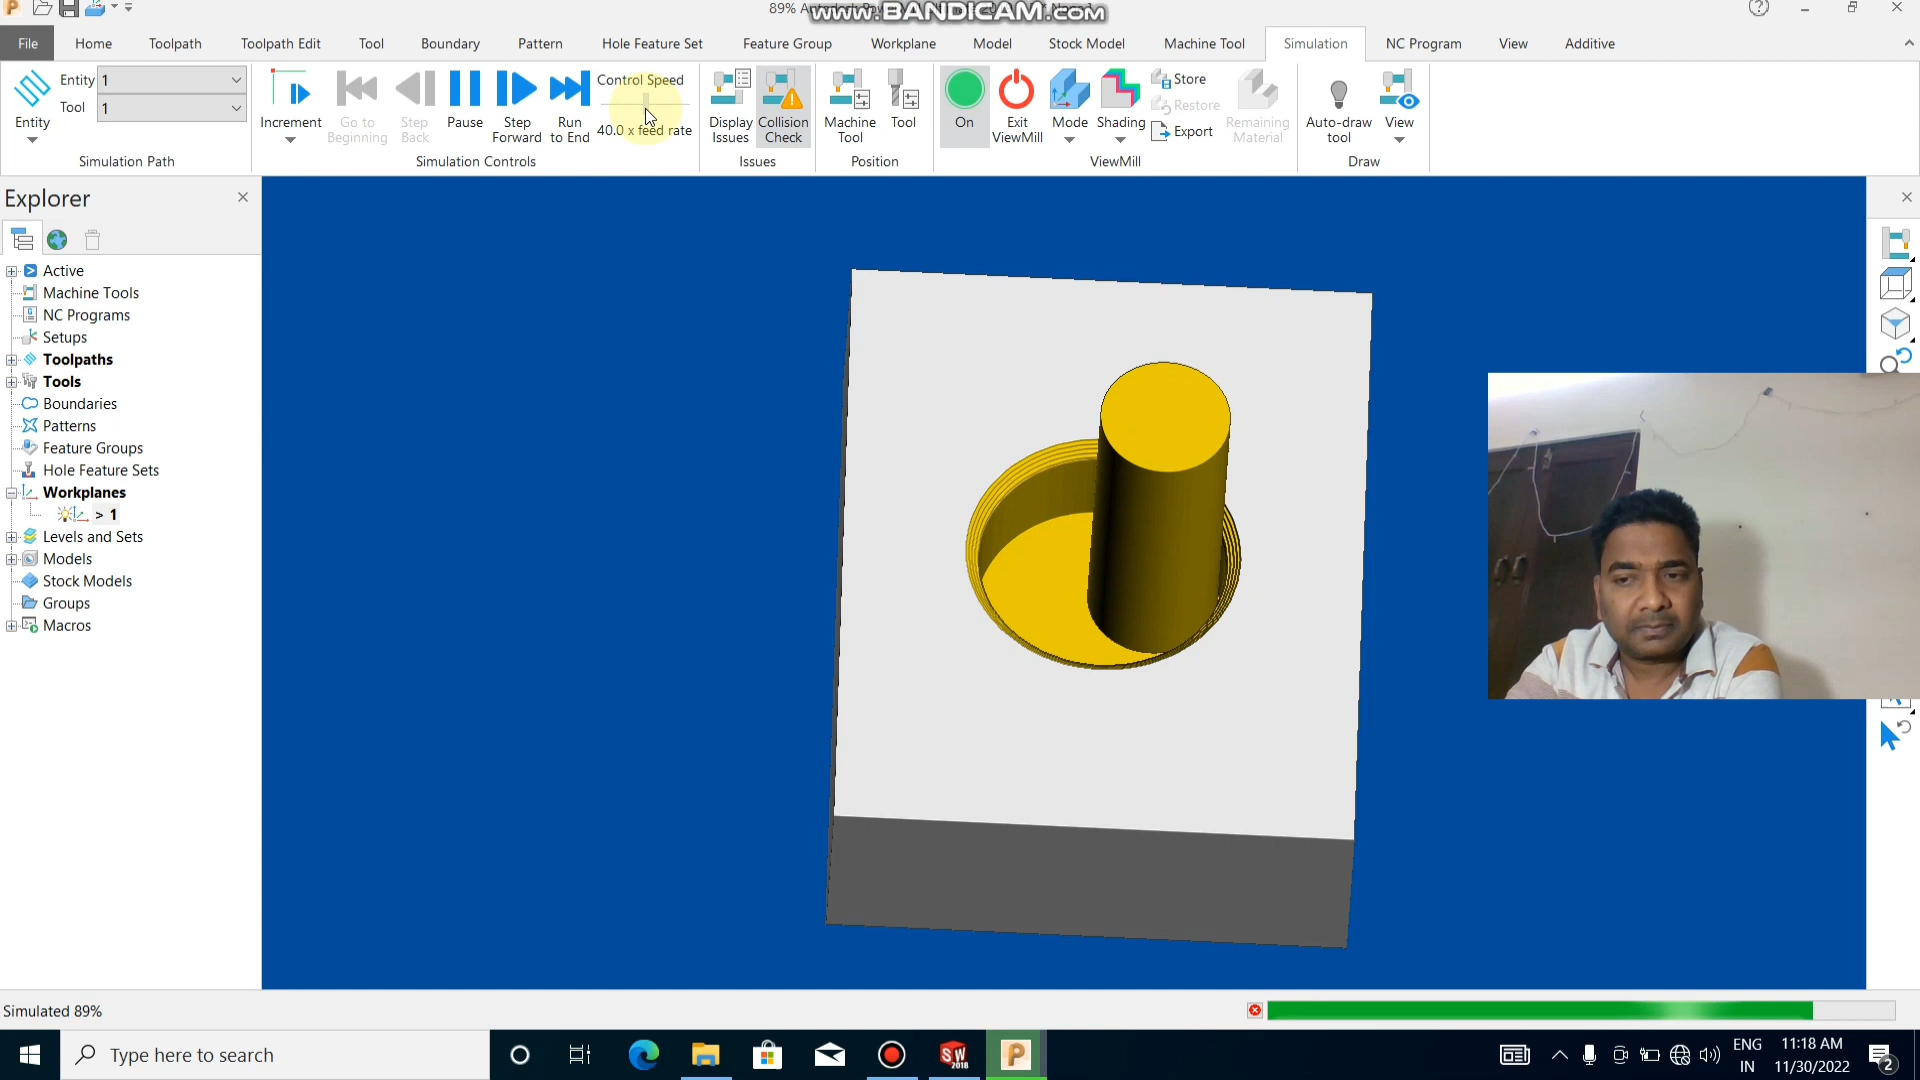 www.BANDICAM.com
89%
File
Home
Toolpath
Toolpath Edit
Tool
Boundary
Pattern
Hole Feature Set
Feature Group
Workplane
Model
Stock Model
Machine Tool
Simulation
NC Program
View
Additive
Entity
Entity 1
Tool 1
Simulation Path
Increment
Go to Beginning
Step Back
Pause
Step Forward
Run to End
Control Speed
40.0 x feed rate
Simulation Controls
Display Issues
Collision Check
Issues
Machine Tool
Tool
Position
On
Exit ViewMill
Mode
Shading
Store
Restore
Export
Remaining Material
ViewMill
Auto-draw tool
View
Draw
Explorer
Active
Machine Tools
NC Programs
Setups
Toolpaths
Tools
Boundaries
Patterns
Feature Groups
Hole Feature Sets
Workplanes
> 1
Levels and Sets
Models
Stock Models
Groups
Macros
Simulated 89%
Type here to search
SW
2018
P
ENG
IN
11:18 AM
11/30/2022
2